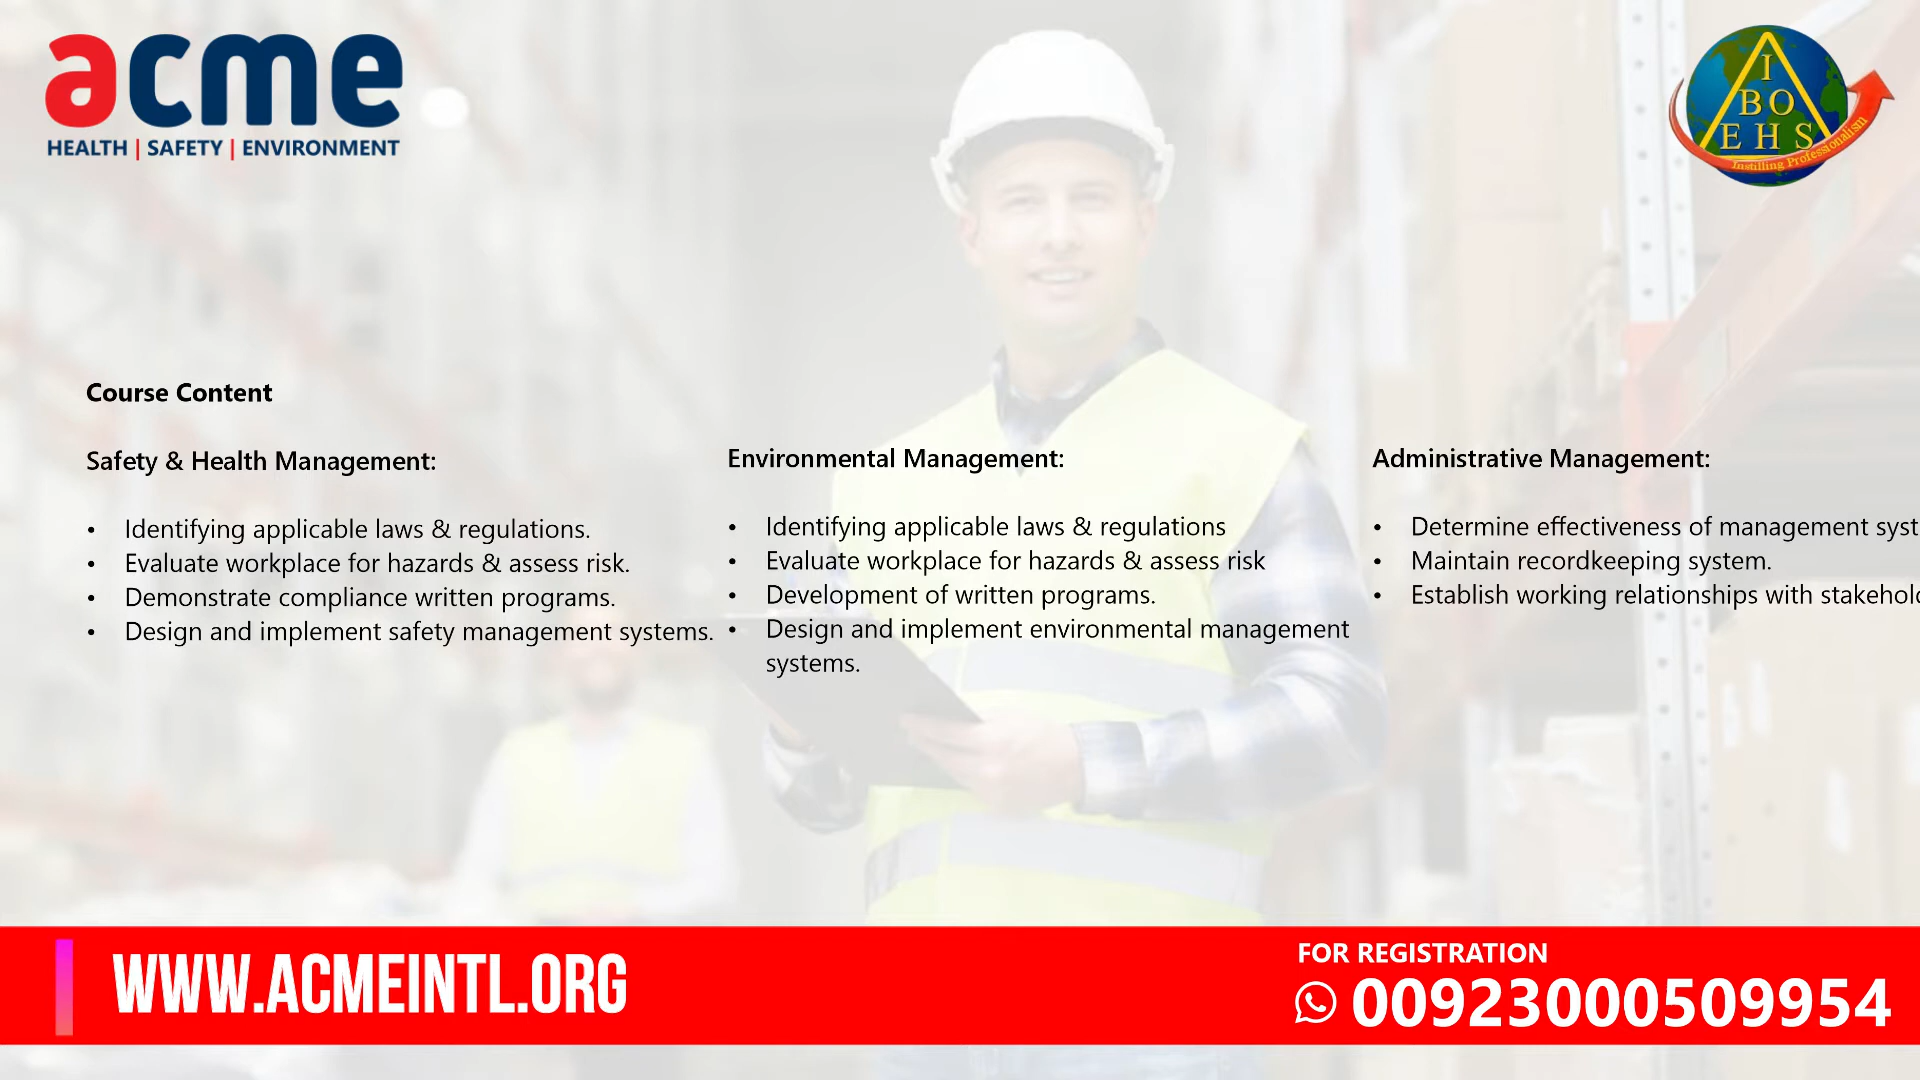 acme
HEALTH | SAFETY | ENVIRONMENT
I
BO
EHS
Instilling Professionalism
Course Content
Safety & Health Management:
• Identifying applicable laws & regulations.
• Evaluate workplace for hazards & assess risk.
• Demonstrate compliance written programs.
• Design and implement safety management systems.
Environmental Management:
• Identifying applicable laws & regulations
• Evaluate workplace for hazards & assess risk
• Development of written programs.
• Design and implement environmental management
systems.
Administrative Management:
• Determine effectiveness of management
• Maintain recordkeeping system.
• Establish working relationships with
WWW.ACMEINTL.ORG
FOR REGISTRATION
00923000509954